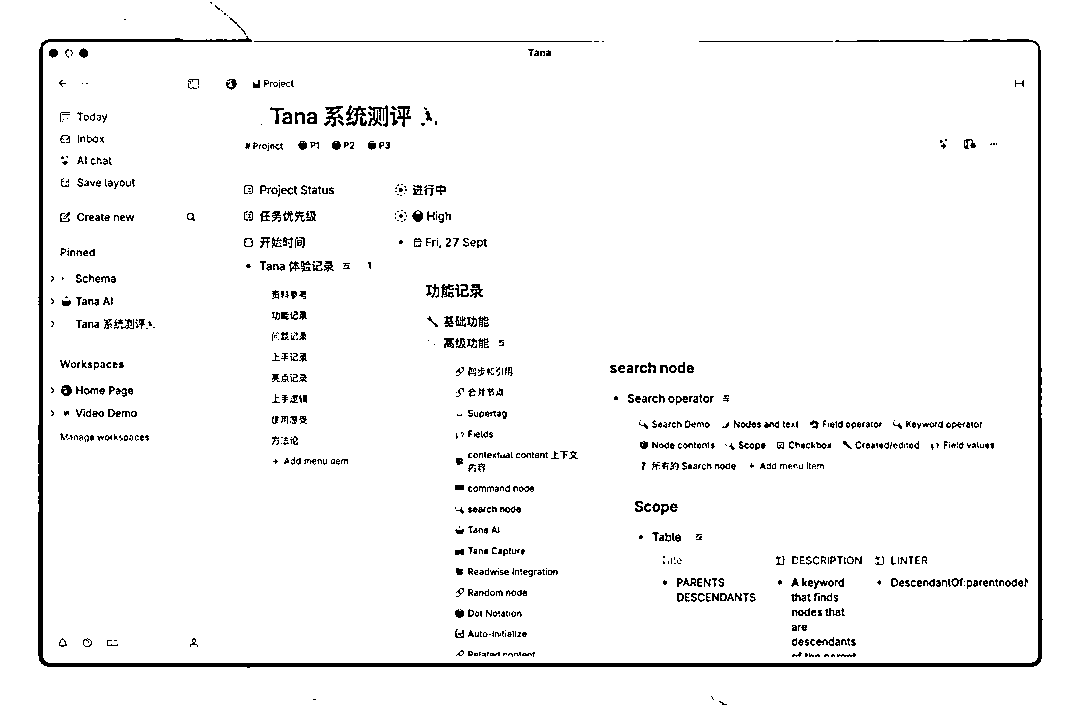 Tana
Project
Tana 系统测评
# Project P1 P2 P3
Today
Inbox
AI chat
Save layout
Create new
Pinned
Schema
Tana AI
Tana 系统测评
Workspaces
Home Page
Video Demo
Manage workspaces
Project Status 进行中
任务优先级 High
开始时间 Fri, 27 Sept
Tana 体验记录 1
资料参考
功能记录
问题记录
上手记录
亮点记录
上手逻辑
使用感受
方法论
+ Add menu item
功能记录
基础功能
高级功能
同步和引用
合并节点
Supertag
Fields
contextual content 上下文
内容
command node
search node
Tana AI
Tana Capture
Readwise Integration
Random node
Dot Notation
Auto-Initialize
Related content
search node
Search operator
Search Demo Nodes and text Field operator Keyword operator
Node contents Scope Checkbox Created/edited Field values
? 所有的 Search node + Add menu item
Scope
Table
Title DESCRIPTION LINTER
PARENTS A keyword DescendantOf:parentnodeN
DESCENDANTS that finds
nodes that
are
descendants
of the parent